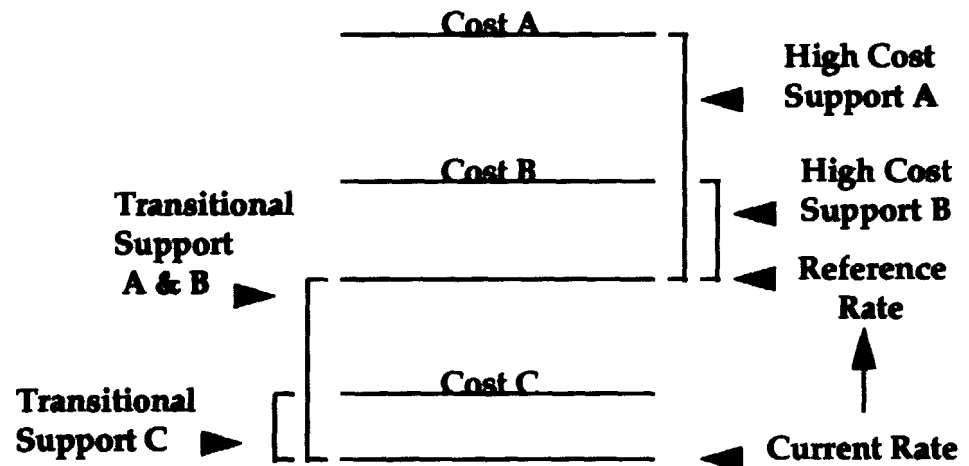 Cost A
High Cost
Support A
Cost B
High Cost
Support B
Transitional
Support
A & B
Reference
Rate
Cost C
Transitional
Support C
Current Rate